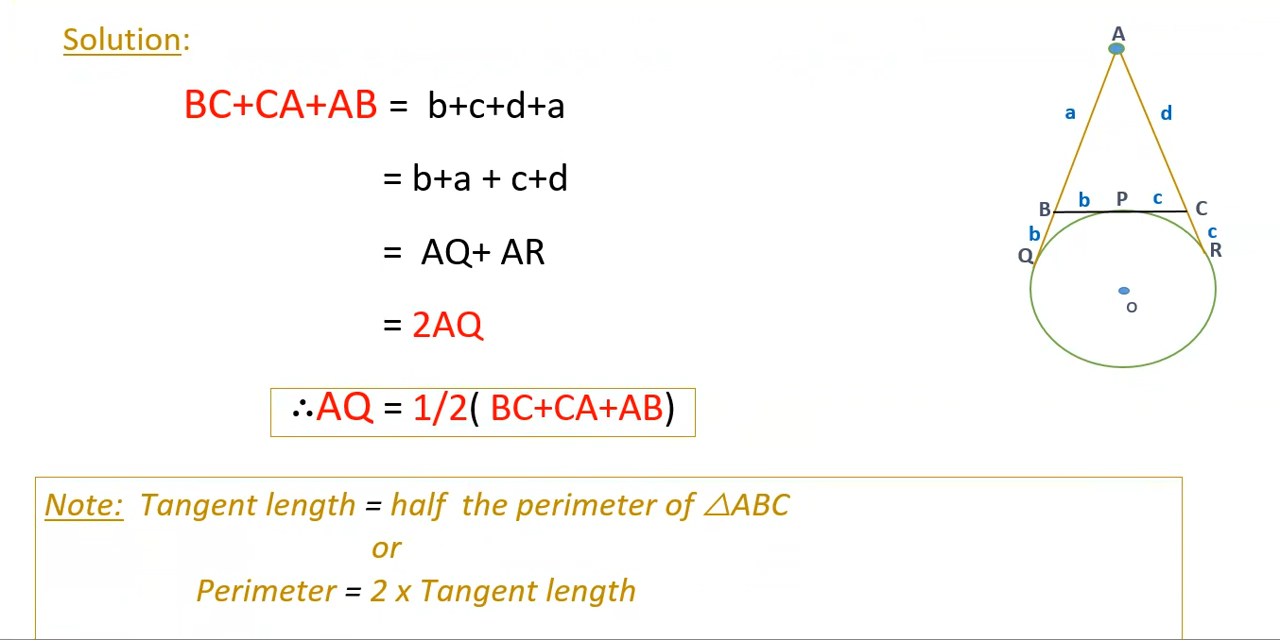 Solution:
BC+CA+AB = b+c+d+a
= b+a + c+d
= AQ+ AR
= 2AQ
∴AQ = 1/2( BC+CA+AB)
Note: Tangent length = half the perimeter of △ABC
or
Perimeter = 2 x Tangent length
A
a d
B b P c C
b c
Q R
O